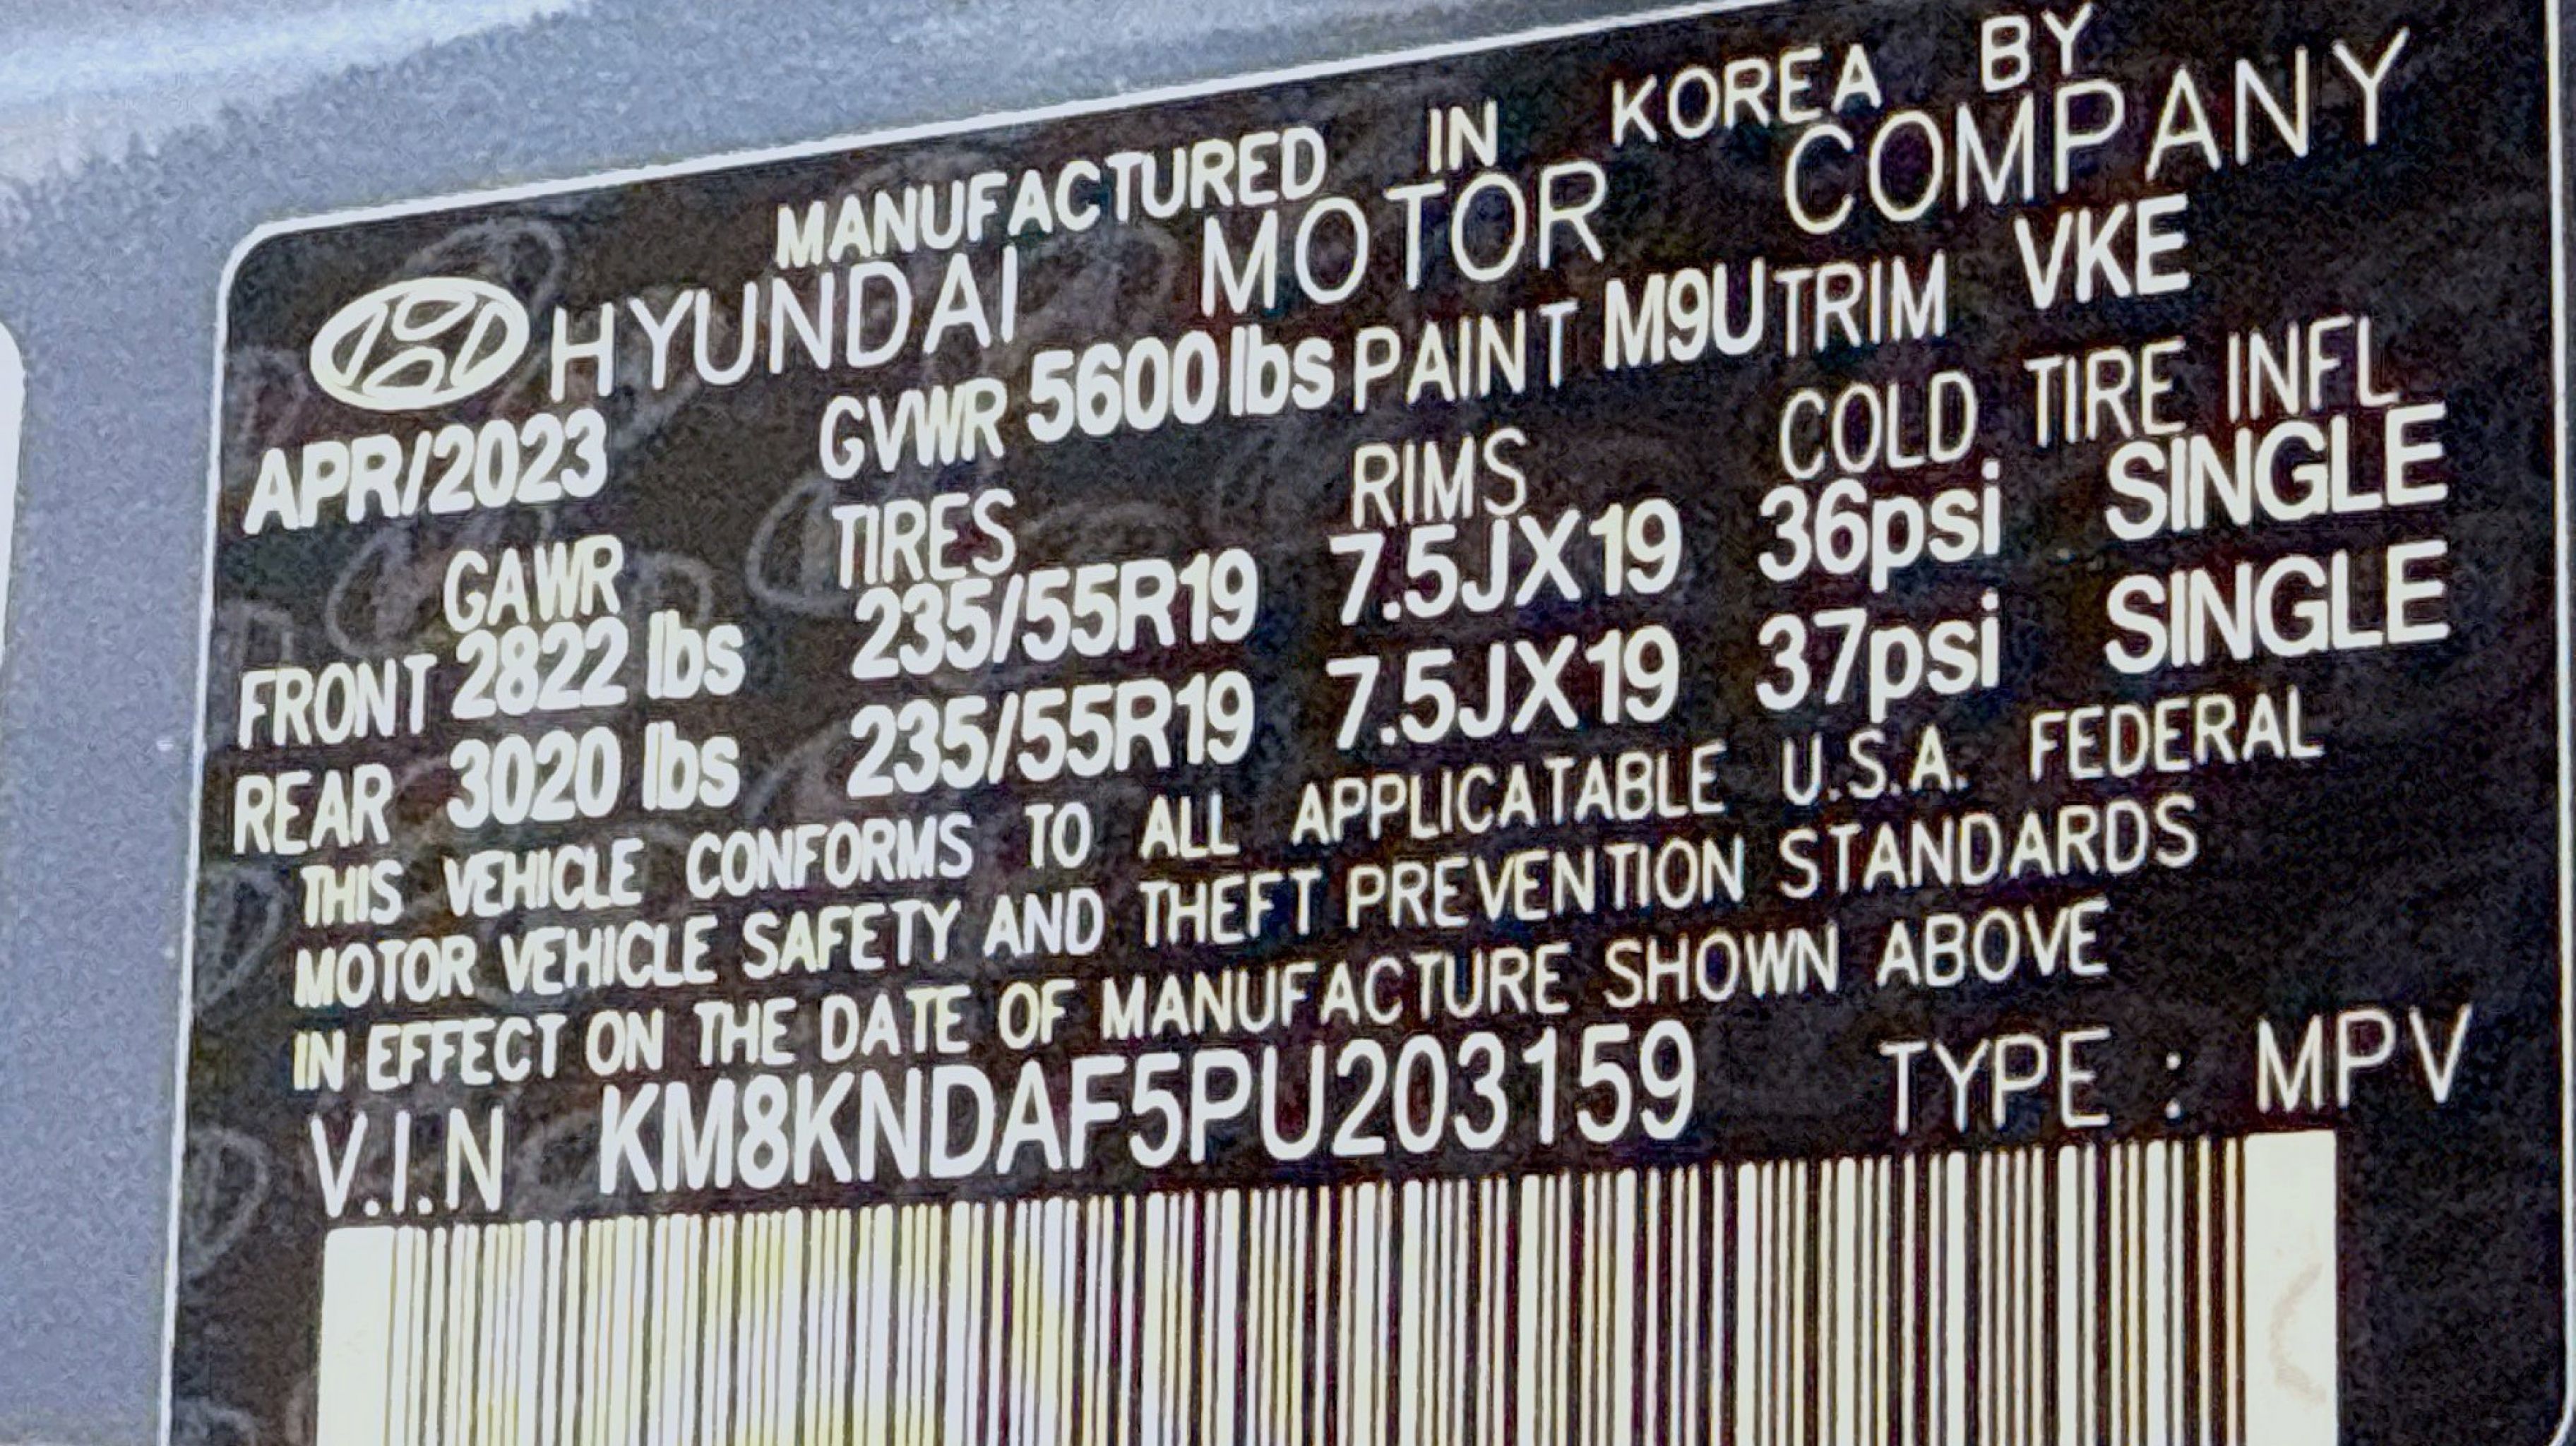 MANUFACTURED IN KOREA BY
HYUNDAI MOTOR COMPANY
APR/2023 GVWR 5600lbs PAINT M9U TRIM VKE
GAWR TIRES RIMS COLD TIRE INFL
FRONT 2822 lbs 235/55R19 7.5JX19 36psi SINGLE
REAR 3020 lbs 235/55R19 7.5JX19 37psi SINGLE
THIS VEHICLE CONFORMS TO ALL APPLICATABLE U.S.A. FEDERAL
MOTOR VEHICLE SAFETY AND THEFT PREVENTION STANDARDS
IN EFFECT ON THE DATE OF MANUFACTURE SHOWN ABOVE
V.I.N KM8KNDAF5PU203159 TYPE : MPV